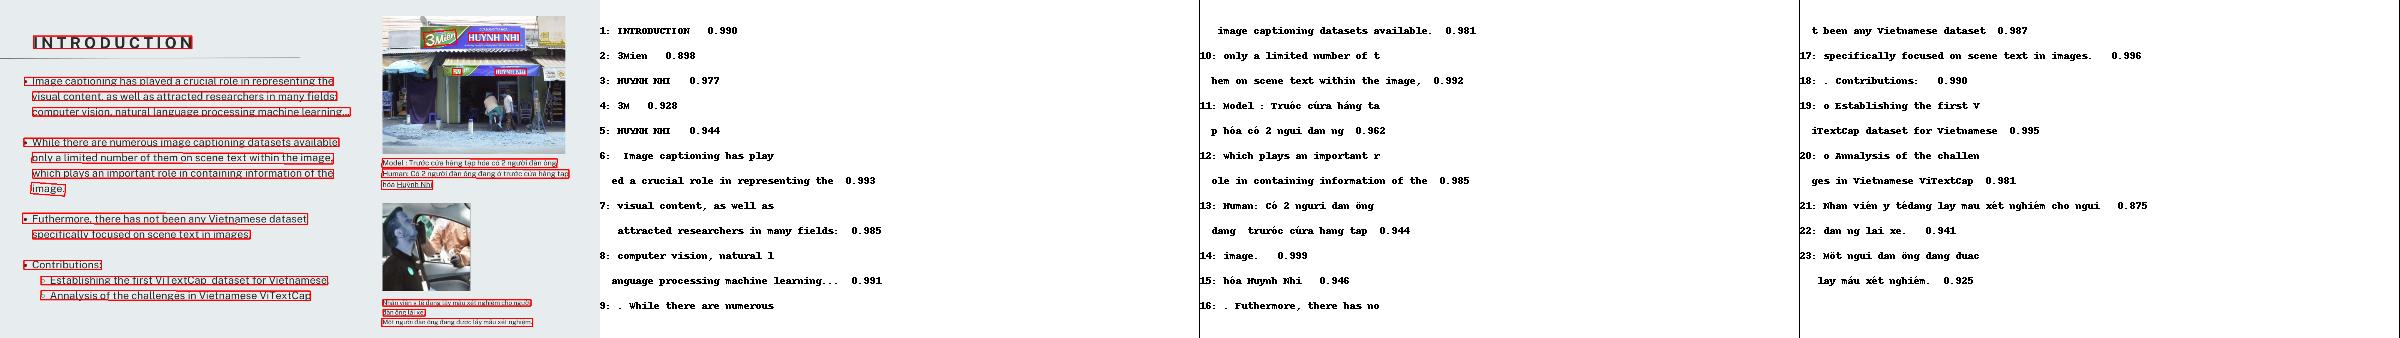 INTRODUCTION
• Image captioning has played a crucial role in representing the
visual content, as well as attracted researchers in many fields:
computer vision, natural language processing machine learning...
• While there are numerous image captioning datasets available
only a limited number of them on scene text within the image,
which plays an important role in containing information of the
image.
• Futhermore, there has not been any Vietnamese dataset
specifically focused on scene text in images.
• Contributions:
○ Establishing the first ViTextCap dataset for Vietnamese
○ Annalysis of the challenges in Vietnamese ViTextCap
3Miền HUỲNH NHI
3M HUỲNH NHI
Model : Trước cửa hàng tạp hóa có 2 người đàn ông
Human: Có 2 người đàn ông đang ở trước cửa hàng tạp
hóa Huỳnh Nhi
Nhân viên y tế đang lấy máu xét nghiệm cho người
đàn ông lái xe.
Một người đàn ông đang được lấy máu xét nghiệm.
1: INTRODUCTION 0.990
2: 3Mien 0.898
3: HUYNH NHI 0.977
4: 3M 0.928
5: HUYNH NHI 0.944
6: Image captioning has play
ed a crucial role in representing the 0.993
7: visual content, as well as
attracted researchers in many fields: 0.985
8: computer vision, natural l
anguage processing machine learning... 0.991
9: . While there are numerous
image captioning datasets available. 0.981
10: only a limited number of t
hem on scene text within the image, 0.992
11: Model : Truóc cúra háng ta
p hóa có 2 ngui dan ng 0.962
12: which plays an important r
ole in containing information of the 0.985
13: Human: Có 2 nguri dan ông
dang truróc cúra hang tap 0.944
14: image. 0.999
15: hóa Huynh Nhi 0.946
16: . Futhermore, there has no
t been any Vietnamese dataset 0.987
17: specifically focused on scene text in images. 0.996
18: . Contributions: 0.990
19: o Establishing the first V
iTextCap dataset for Vietnamese 0.995
20: o Annalysis of the challen
ges in Vietnamese ViTextCap 0.981
21: Nhan vién y tédang lay mau xét nghiém cho ngui 0.875
22: dan ng lai xe. 0.941
23: Môt ngui dan ông dang duac
lay máu xét nghiém. 0.925